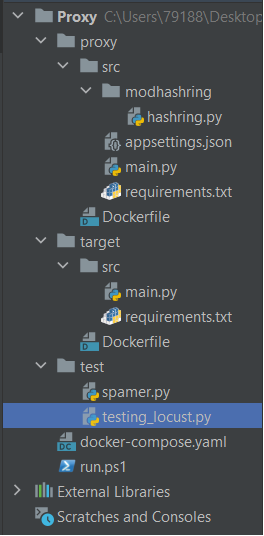 Proxy C:\Users\79188\Desktop
proxy
src
modhashring
hashring.py
appsettings.json
main.py
requirements.txt
Dockerfile
target
src
main.py
requirements.txt
Dockerfile
test
spamer.py
testing_locust.py
docker-compose.yaml
run.ps1
External Libraries
Scratches and Consoles